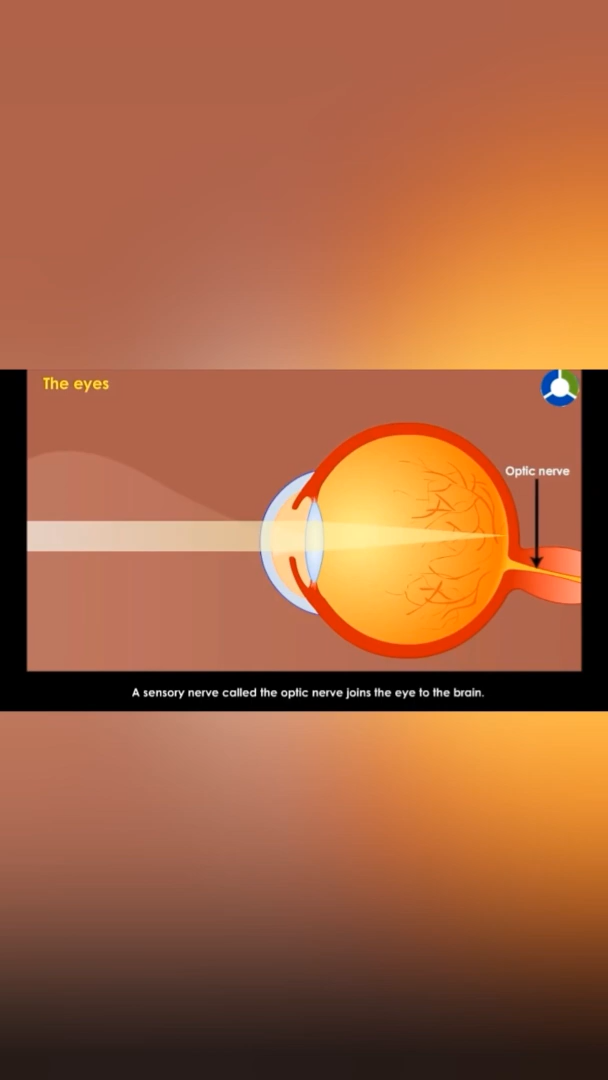 The eyes
Optic nerve
A sensory nerve called the optic nerve joins the eye to the brain.